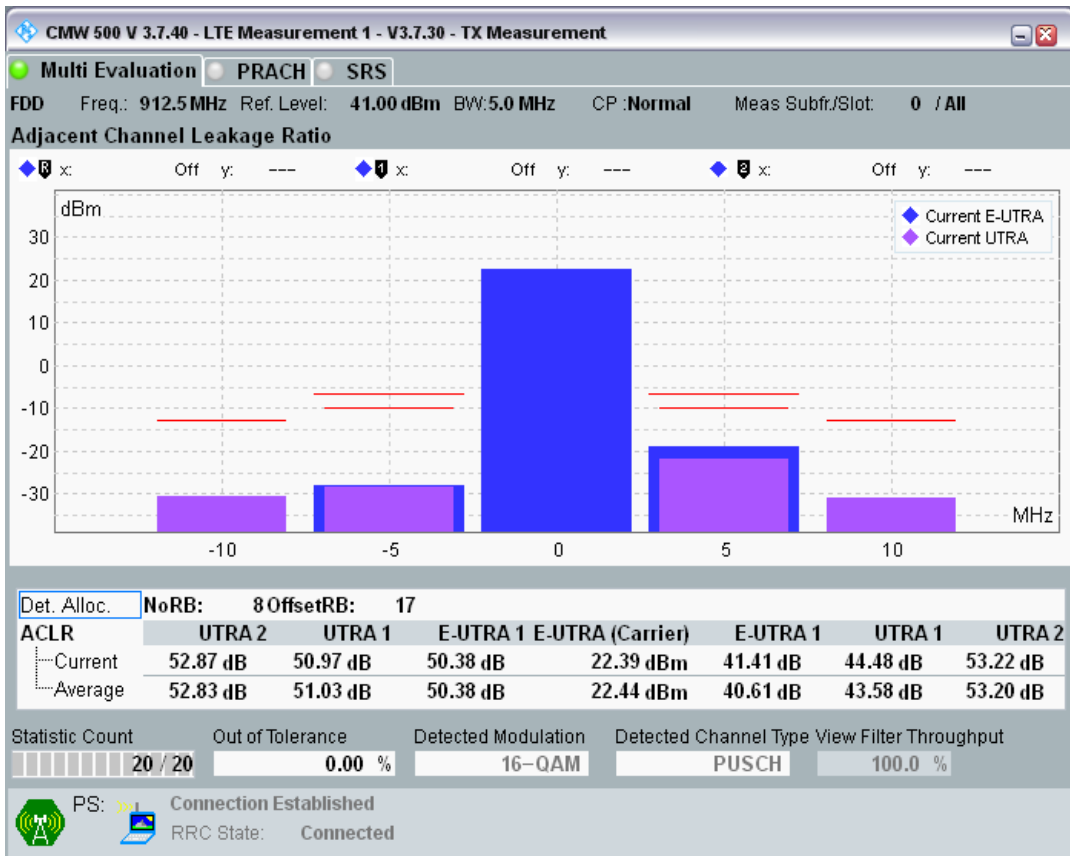 CMW 500 V 3.7.40 - LTE Measurement 1 - V3.7.30 - TX Measurement
Multi Evaluation PRACH SRS
FDD Freq.: 912.5 MHz Ref. Level: 41.00 dBm BW: 5.0 MHz CP : Normal Meas Subfr./Slot: 0 / All
Adjacent Channel Leakage Ratio
R x: Off y: --- 1 x: Off y: --- 2 x: Off y: ---
dBm
Current E-UTRA
Current UTRA
30
20
10
0
-10
-20
-30
MHz
-10 -5 0 5 10
Det. Alloc. NoRB: 8 OffsetRB: 17
ACLR UTRA 2 UTRA 1 E-UTRA 1 E-UTRA (Carrier) E-UTRA 1 UTRA 1 UTRA 2
Current 52.87 dB 50.97 dB 50.38 dB 22.39 dBm 41.41 dB 44.48 dB 53.22 dB
Average 52.83 dB 51.03 dB 50.38 dB 22.44 dBm 40.61 dB 43.58 dB 53.20 dB
Statistic Count Out of Tolerance Detected Modulation Detected Channel Type View Filter Throughput
20 / 20 0.00 % 16-QAM PUSCH 100.0 %
PS: Connection Established
RRC State: Connected